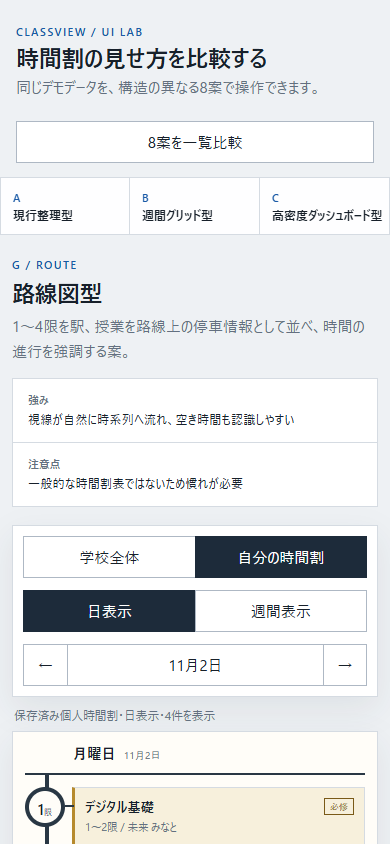 CLASSVIEW / UI LAB
時間割の見せ方を比較する
同じデモデータを、構造の異なる8案で操作できます。
8案を一覧比較
A
現行整理型
B
週間グリッド型
C
高密度ダッシュボード型
G / ROUTE
路線図型
1〜4限を駅、授業を路線上の停車情報として並べ、時間の
進行を強調する案。
強み
視線が自然に時系列へ流れ、空き時間も認識しやすい
注意点
一般的な時間割表ではないため慣れが必要
学校全体
自分の時間割
日表示
週間表示
←
11月2日
→
保存済み個人時間割・日表示・4件を表示
月曜日 11月2日
1限
デジタル基礎
必修
1〜2限 / 未来 みなと